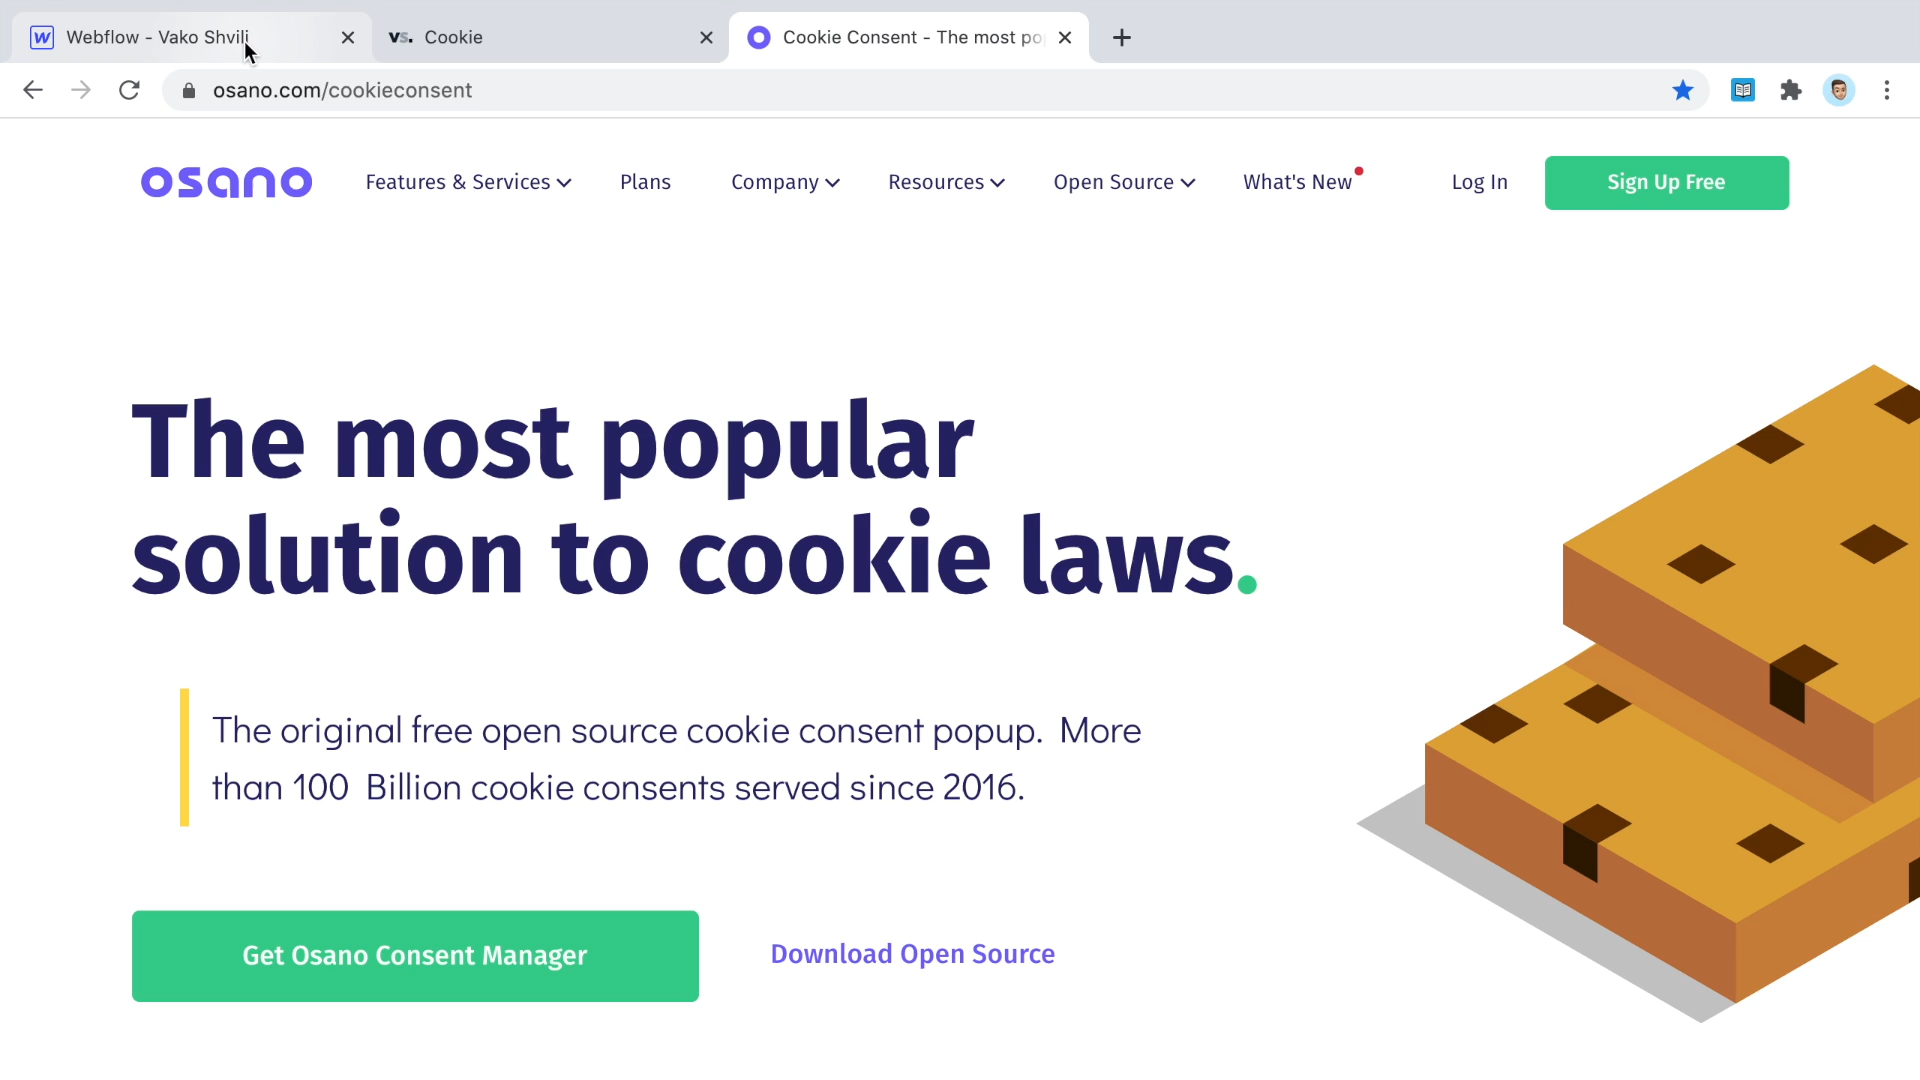 Webflow - Vako Shvili
vs. Cookie
Cookie Consent - The most po
osano.com/cookieconsent
osano
Features & Services
Plans
Company
Resources
Open Source
What's New
Log In
Sign Up Free
The most popular
solution to cookie laws.
The original free open source cookie consent popup. More
than 100 Billion cookie consents served since 2016.
Get Osano Consent Manager
Download Open Source